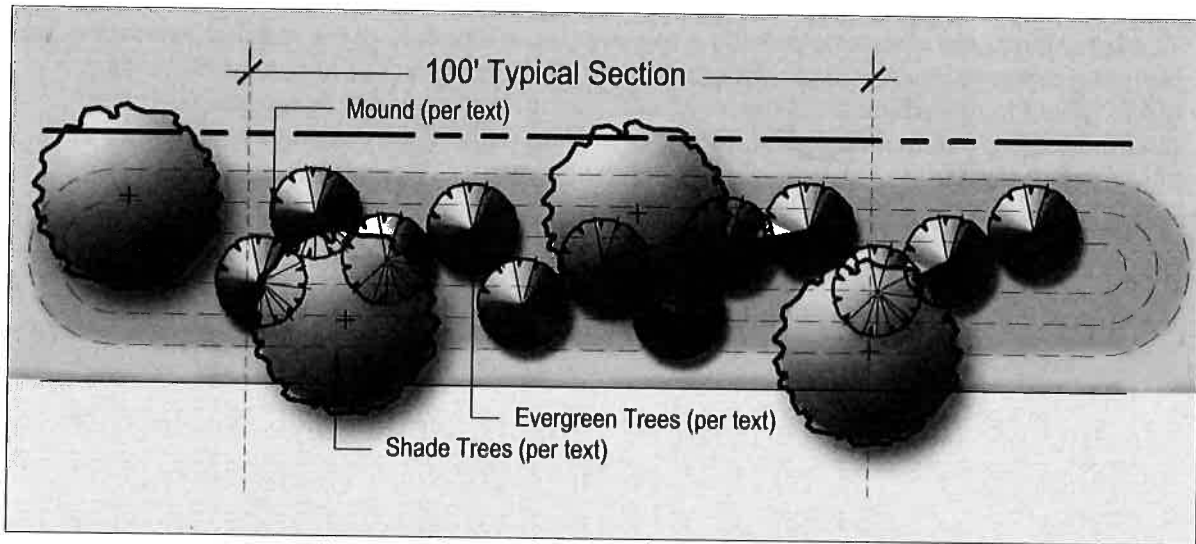 100' Typical Section
Mound (per text)
Evergreen Trees (per text)
Shade Trees (per text)